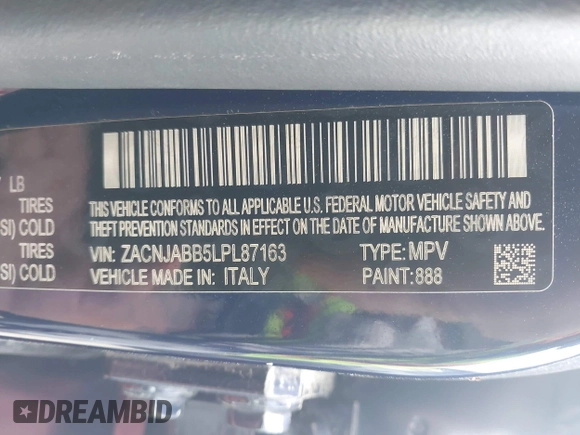 LB
TIRES
SI) COLD
TIRES
SI) COLD
THIS VEHICLE CONFORMS TO ALL APPLICABLE U.S. FEDERAL MOTOR VEHICLE SAFETY AND
THEFT PREVENTION STANDARDS IN EFFECT ON THE DATE OF MANUFACTURE SHOWN ABOVE.
VIN: ZACNJABB5LPL87163 TYPE: MPV
VEHICLE MADE IN: ITALY PAINT: 888
DREAMBID